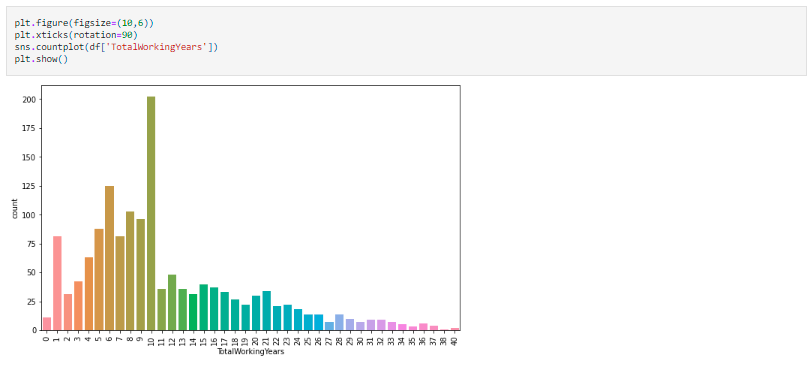 plt.figure(figsize=(10,6))
plt.xticks(rotation=90)
sns.countplot(df['TotalWorkingYears'])
plt.show()
200
175
150
125
100
75
50
25
0
count
0 1 2 3 4 5 6 7 8 9 10 11 12 13 14 15 16 17 18 19 20 21 22 23 24 25 26 27 28 29 30 31 32 33 34 35 36 37 38 40
TotalWorkingYears